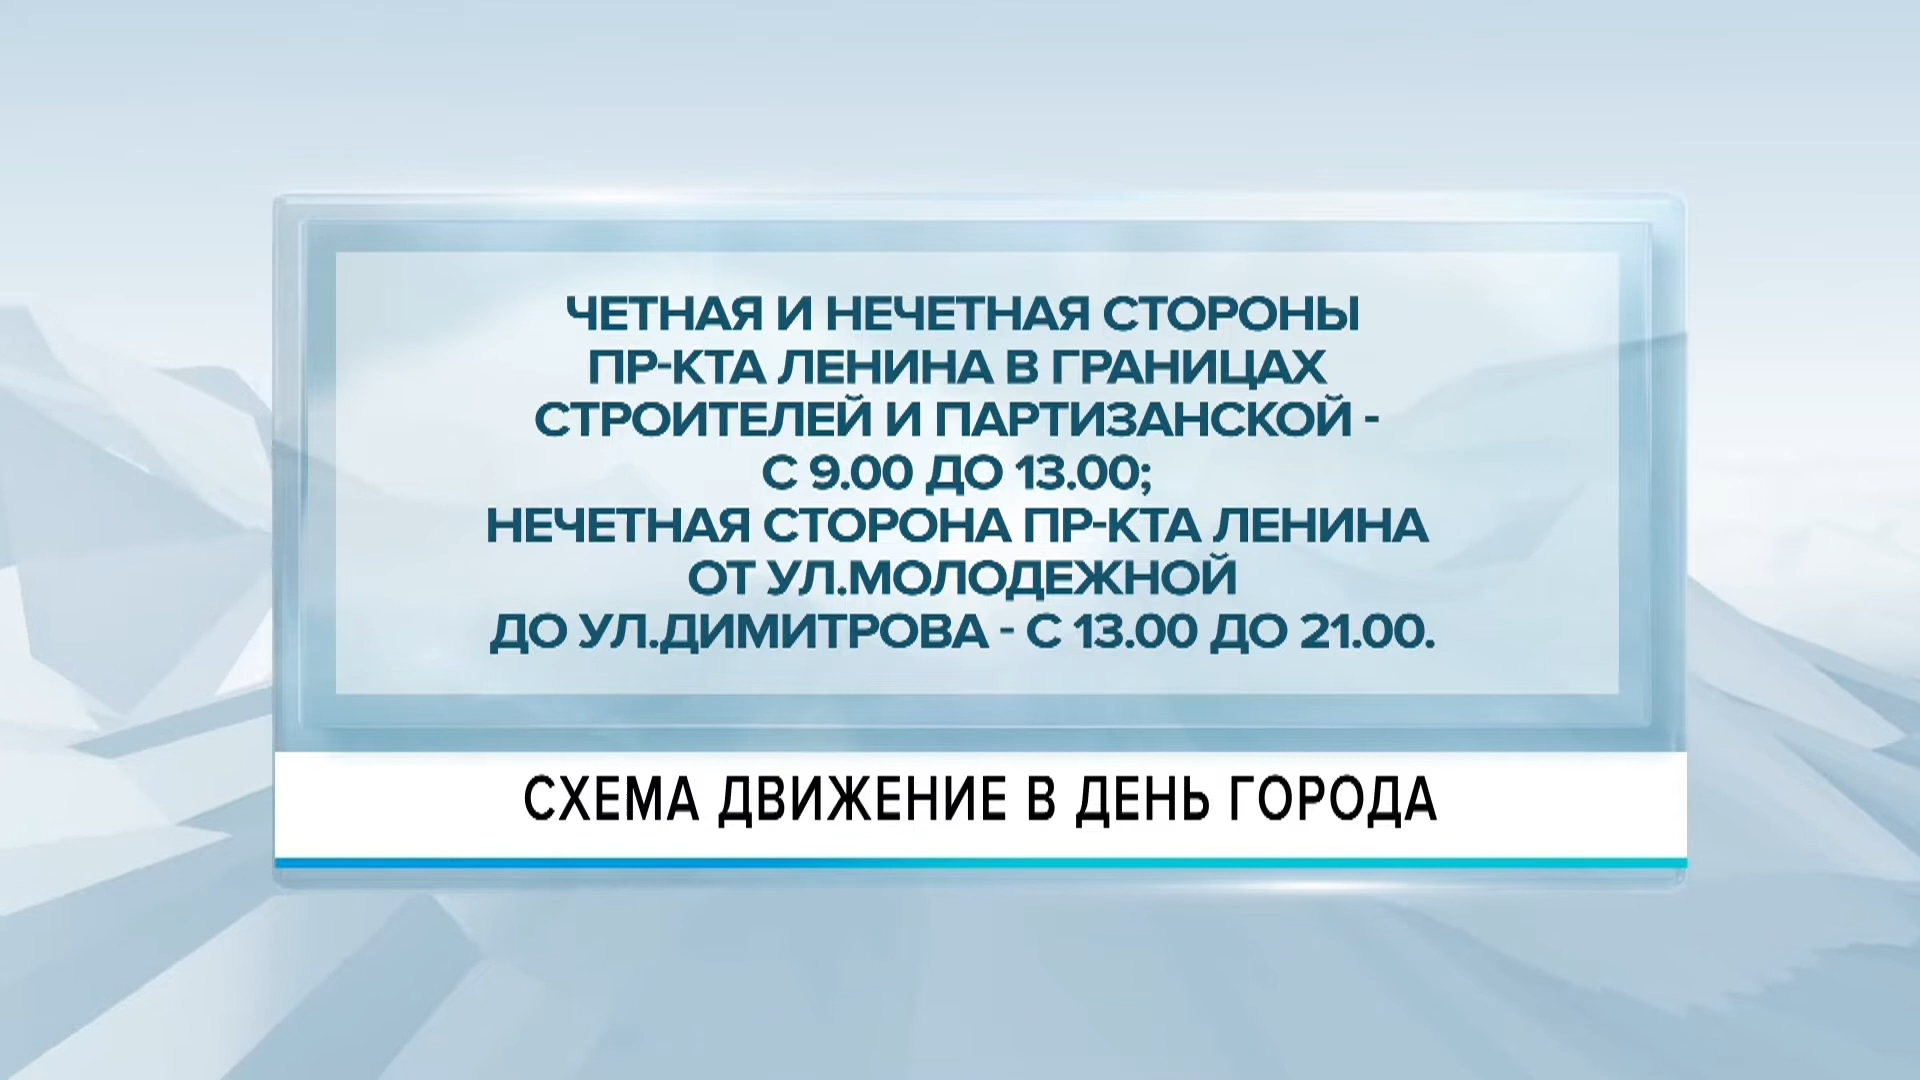 ЧЕТНАЯ И НЕЧЕТНАЯ СТОРОНЫ
ПР-КТА ЛЕНИНА В ГРАНИЦАХ
СТРОИТЕЛЕЙ И ПАРТИЗАНСКОЙ -
С 9.00 ДО 13.00;
НЕЧЕТНАЯ СТОРОНА ПР-КТА ЛЕНИНА
ОТ УЛ.МОЛОДЕЖНОЙ
ДО УЛ.ДИМИТРОВА - С 13.00 ДО 21.00.
СХЕМА ДВИЖЕНИЕ В ДЕНЬ ГОРОДА